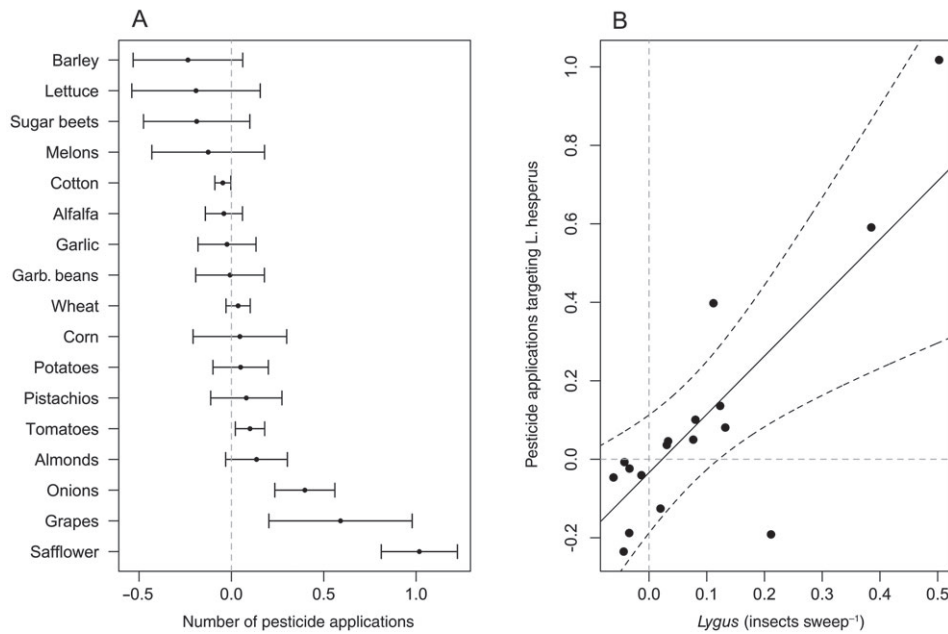 A
Barley
Lettuce
Sugar beets
Melons
Cotton
Alfalfa
Garlic
Garb. beans
Wheat
Corn
Potatoes
Pistachios
Tomatoes
Almonds
Onions
Grapes
Safflower
−0.5 0.0 0.5 1.0
Number of pesticide applications
B
Pesticide applications targeting L. hesperus
1.0
0.8
0.6
0.4
0.2
0.0
-0.2
0.0 0.1 0.2 0.3 0.4 0.5
Lygus (insects sweep⁻¹)